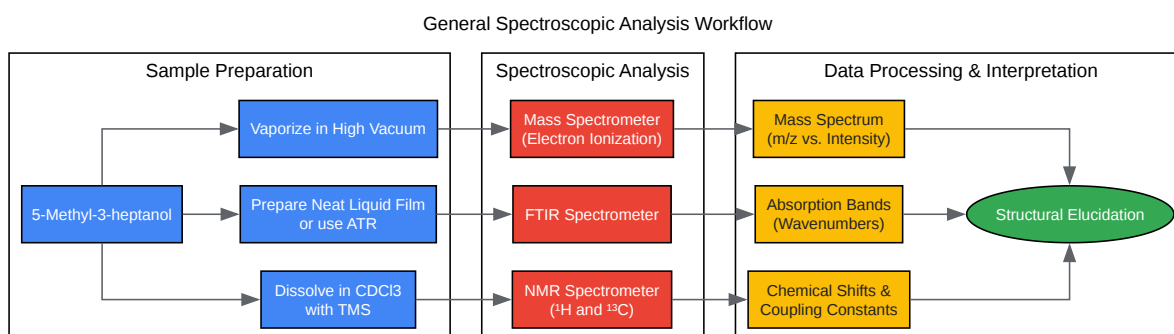 General Spectroscopic Analysis Workflow
Sample Preparation
Spectroscopic Analysis
Data Processing & Interpretation
Vaporize in High Vacuum
Mass Spectrometer
(Electron Ionization)
Mass Spectrum
(m/z vs. Intensity)
5-Methyl-3-heptanol
Prepare Neat Liquid Film
or use ATR
FTIR Spectrometer
Absorption Bands
(Wavenumbers)
Structural Elucidation
Dissolve in CDCl3
with TMS
NMR Spectrometer
(¹H and ¹³C)
Chemical Shifts &
Coupling Constants